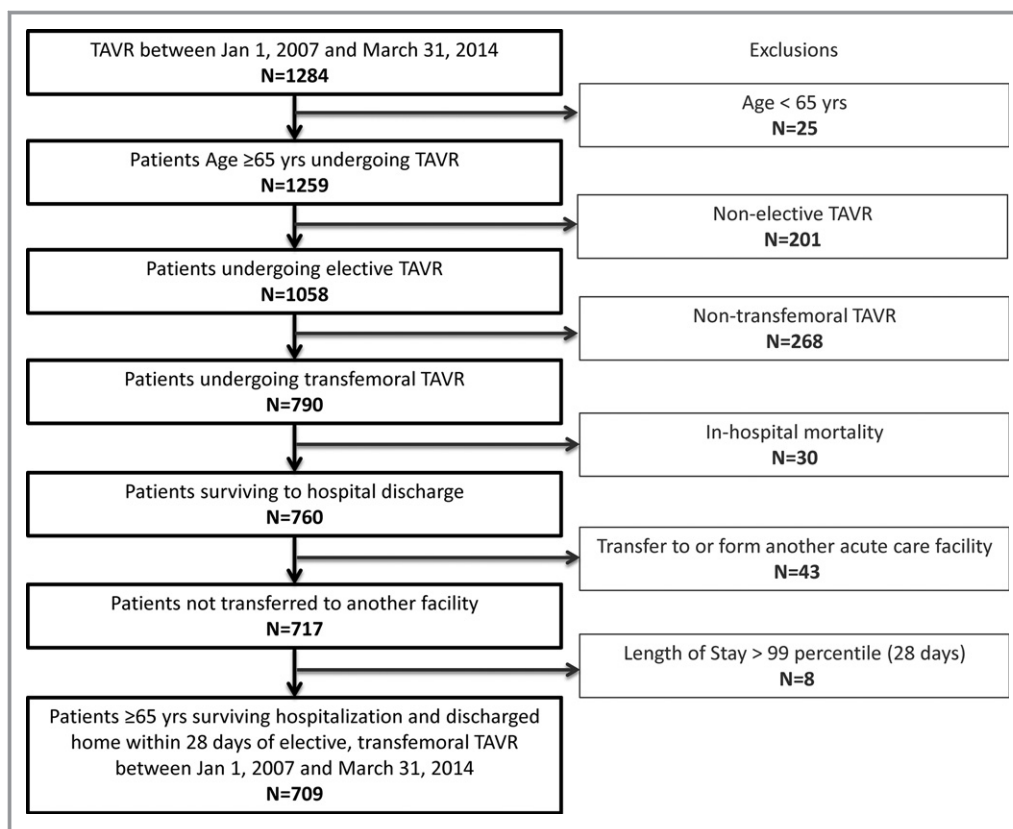 TAVR between Jan 1, 2007 and March 31, 2014
N=1284
Exclusions
Age < 65 yrs
N=25
Patients Age ≥65 yrs undergoing TAVR
N=1259
Non-elective TAVR
N=201
Patients undergoing elective TAVR
N=1058
Non-transfemoral TAVR
N=268
Patients undergoing transfemoral TAVR
N=790
In-hospital mortality
N=30
Patients surviving to hospital discharge
N=760
Transfer to or form another acute care facility
N=43
Patients not transferred to another facility
N=717
Length of Stay > 99 percentile (28 days)
N=8
Patients ≥65 yrs surviving hospitalization and discharged
home within 28 days of elective, transfemoral TAVR
between Jan 1, 2007 and March 31, 2014
N=709